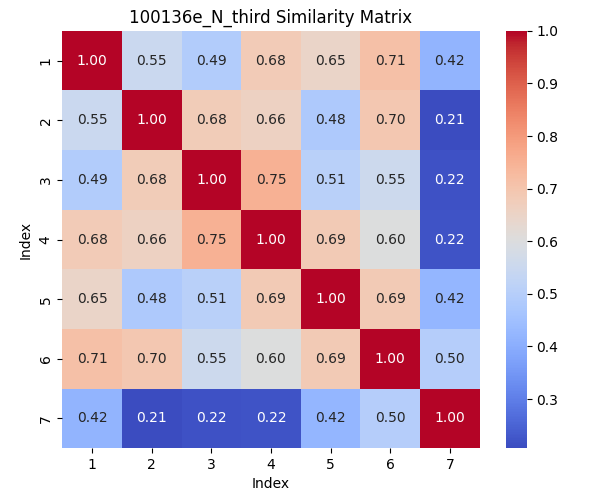 100136e_N_third Similarity Matrix
1 1.00 0.55 0.49 0.68 0.65 0.71 0.42
2 0.55 1.00 0.68 0.66 0.48 0.70 0.21
3 0.49 0.68 1.00 0.75 0.51 0.55 0.22
4 0.68 0.66 0.75 1.00 0.69 0.60 0.22
5 0.65 0.48 0.51 0.69 1.00 0.69 0.42
6 0.71 0.70 0.55 0.60 0.69 1.00 0.50
7 0.42 0.21 0.22 0.22 0.42 0.50 1.00
1 2 3 4 5 6 7
Index
Index
1.0
0.9
0.8
0.7
0.6
0.5
0.4
0.3